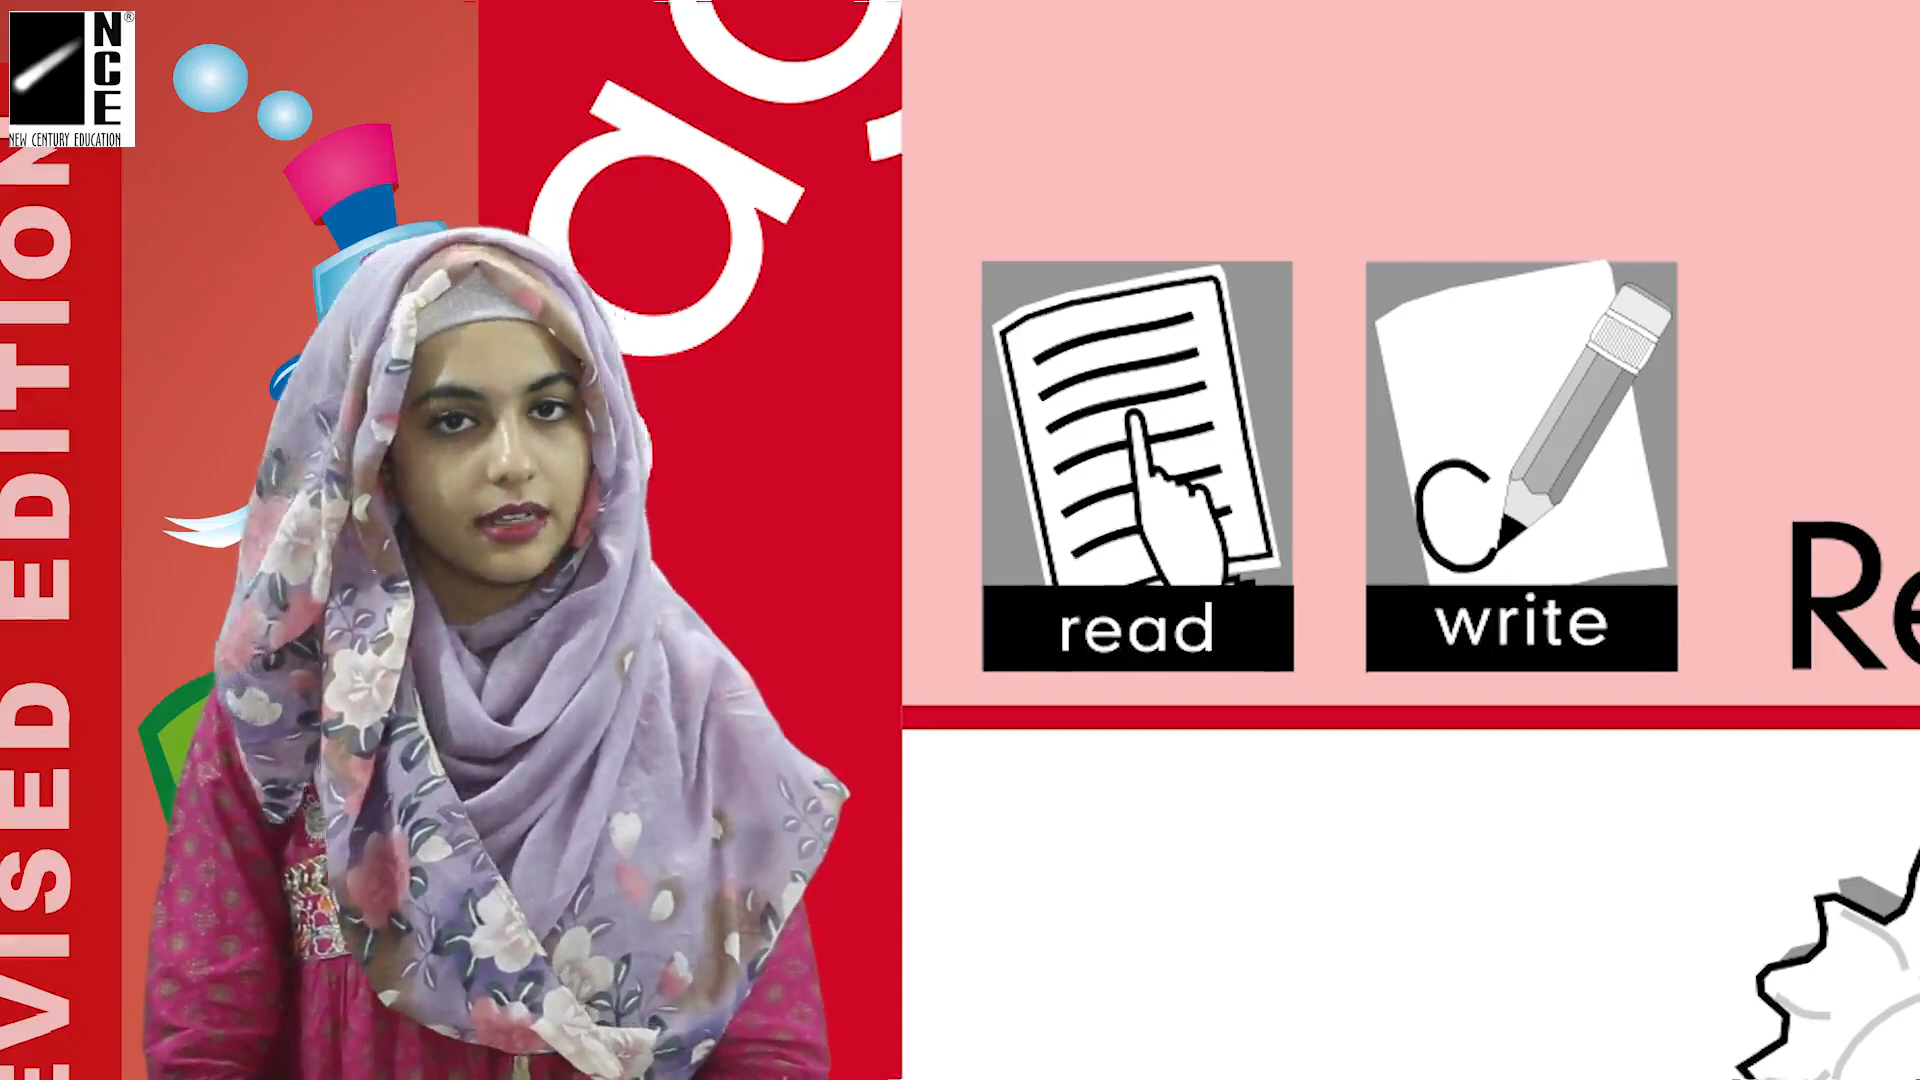 NCE®
NEW CENTURY EDUCATION
EVISED EDITION
a
read
write
Re